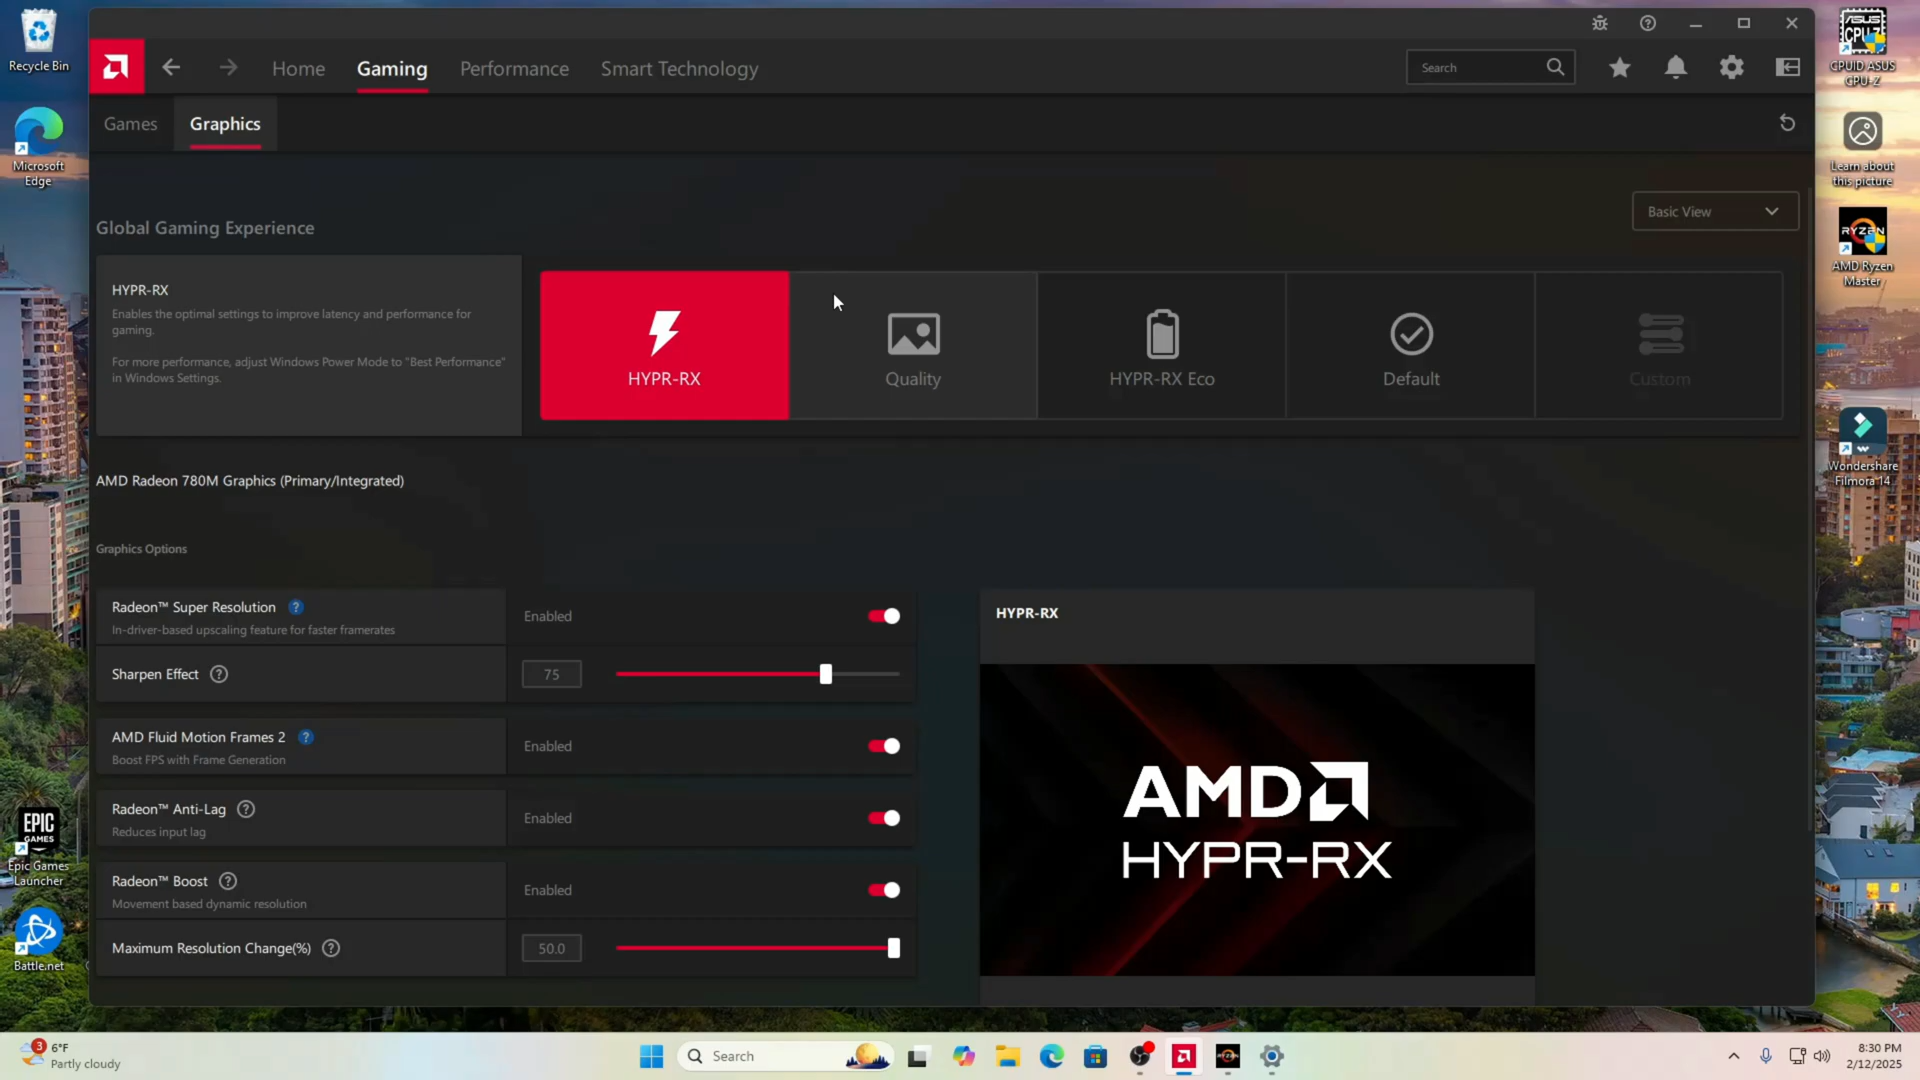 Recycle Bin
Microsoft
Edge
EPIC
GAMES
Epic Games
Launcher
Battle.net
Home
Gaming
Performance
Smart Technology
Search
Games
Graphics
Basic View
Global Gaming Experience
HYPR-RX
Enables the optimal settings to improve latency and performance for
gaming.
For more performance, adjust Windows Power Mode to "Best Performance"
in Windows Settings.
HYPR-RX
Quality
HYPR-RX Eco
Default
Custom
AMD Radeon 780M Graphics (Primary/Integrated)
Graphics Options
Radeon™ Super Resolution ?
In-driver-based upscaling feature for faster framerates
Enabled
Sharpen Effect ?
75
AMD Fluid Motion Frames 2 ?
Boost FPS with Frame Generation
Enabled
Radeon™ Anti-Lag ?
Reduces input lag
Enabled
Radeon™ Boost ?
Movement based dynamic resolution
Enabled
Maximum Resolution Change(%) ?
50.0
HYPR-RX
AMD
HYPR-RX
ASUS
CPU-Z
CPUID ASUS
CPU-Z
Learn about
this picture
RYZEN
AMD Ryzen
Master
Wondershare
Filmora 14
3
6°F
Partly cloudy
Search
RYZEN
8:30 PM
2/12/2025